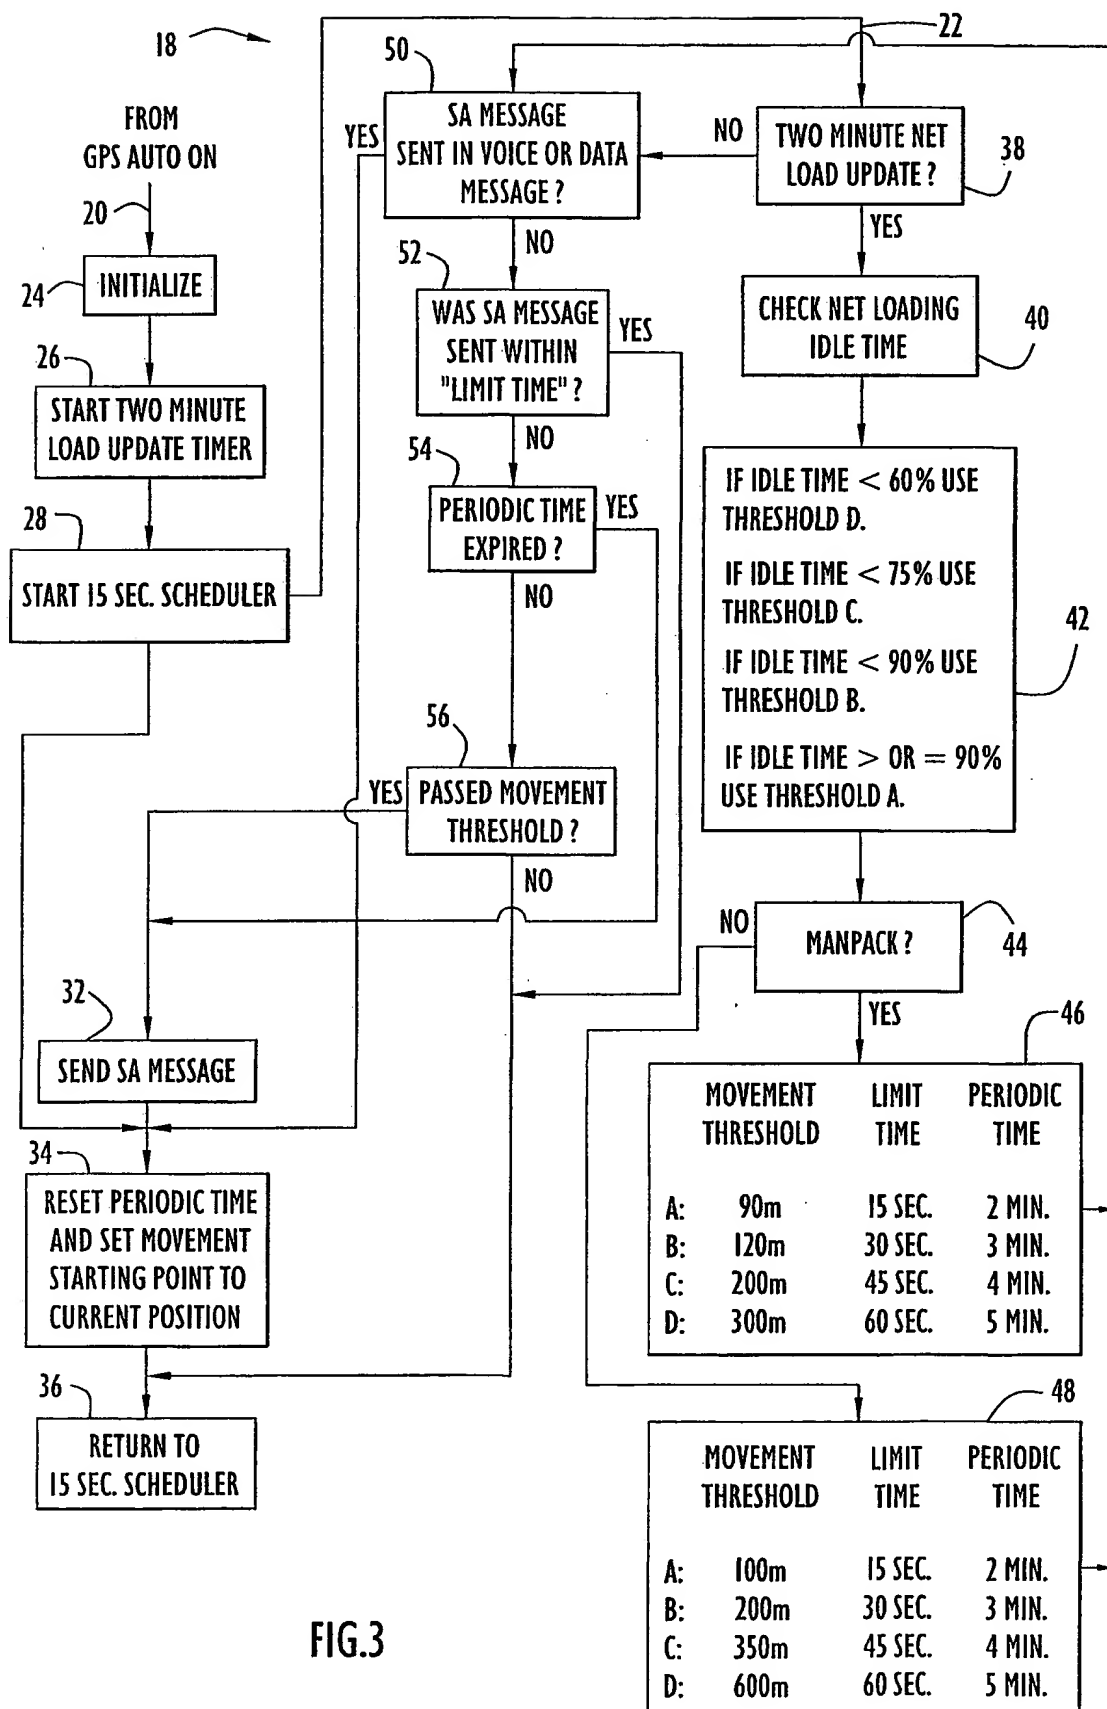 18
FROM
GPS AUTO ON
20
24
INITIALIZE
26
START TWO MINUTE
LOAD UPDATE TIMER
28
START 15 SEC. SCHEDULER
32
SEND SA MESSAGE
34
RESET PERIODIC TIME
AND SET MOVEMENT
STARTING POINT TO
CURRENT POSITION
36
RETURN TO
15 SEC. SCHEDULER
50
YES
SA MESSAGE
SENT IN VOICE OR DATA
MESSAGE ?
NO
52
WAS SA MESSAGE
SENT WITHIN
"LIMIT TIME" ?
YES
NO
54
PERIODIC TIME
EXPIRED ?
YES
NO
56
YES
PASSED MOVEMENT
THRESHOLD ?
NO
22
NO
TWO MINUTE NET
LOAD UPDATE ?
38
YES
CHECK NET LOADING
IDLE TIME
40
IF IDLE TIME < 60% USE
THRESHOLD D.
IF IDLE TIME < 75% USE
THRESHOLD C.
IF IDLE TIME < 90% USE
THRESHOLD B.
IF IDLE TIME > OR = 90%
USE THRESHOLD A.
42
NO
MANPACK ?
44
YES
46
MOVEMENT LIMIT PERIODIC
THRESHOLD TIME TIME
A: 90m 15 SEC. 2 MIN.
B: 120m 30 SEC. 3 MIN.
C: 200m 45 SEC. 4 MIN.
D: 300m 60 SEC. 5 MIN.
48
MOVEMENT LIMIT PERIODIC
THRESHOLD TIME TIME
A: 100m 15 SEC. 2 MIN.
B: 200m 30 SEC. 3 MIN.
C: 350m 45 SEC. 4 MIN.
D: 600m 60 SEC. 5 MIN.
FIG.3